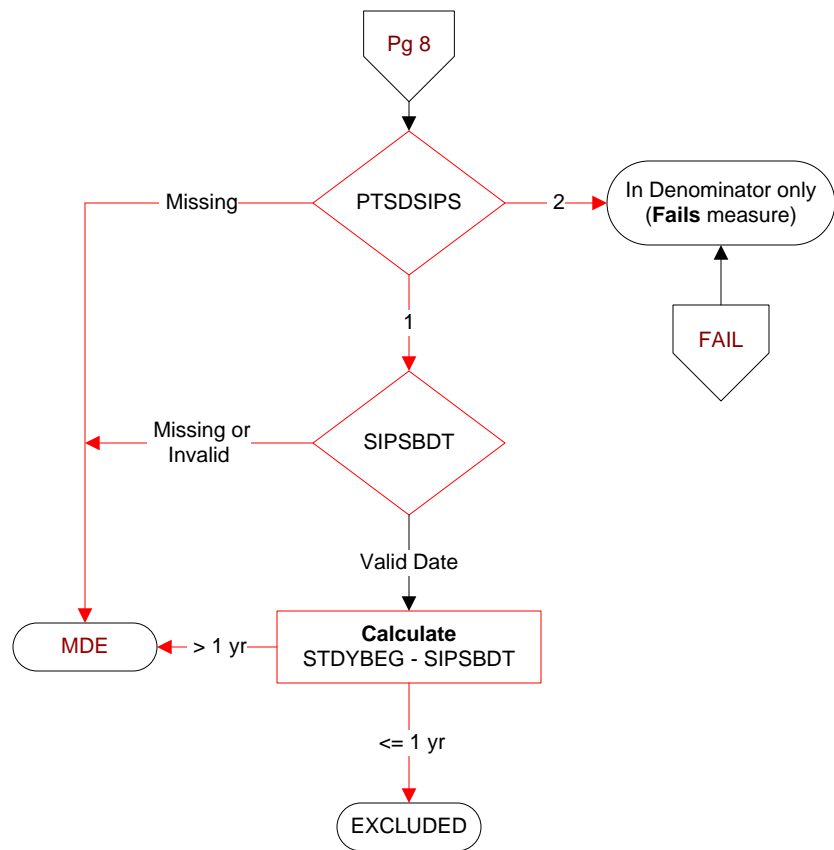 Pg 8
Missing
PTSDSIPS
2
In Denominator only
(Fails measure)
1
FAIL
Missing or
Invalid
SIPSBDT
Valid Date
MDE
> 1 yr
Calculate
STDYBEG - SIPSBDT
<= 1 yr
EXCLUDED